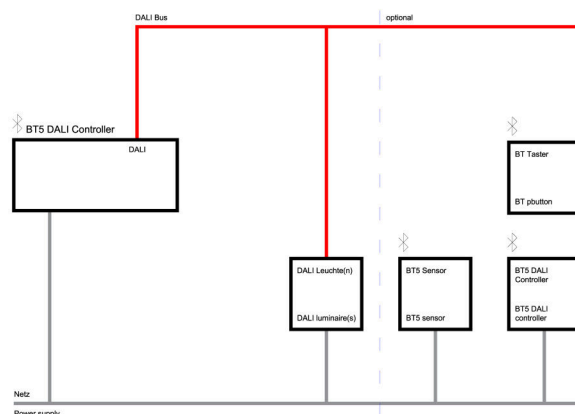 DALI Bus
optional
BT5 DALI Controller
DALI
BT Taster
BT pbutton
DALI Leuchte(n)
DALI luminaire(s)
BT5 Sensor
BT5 sensor
BT5 DALI
Controller
BT5 DALI
controller
Netz
Power supply